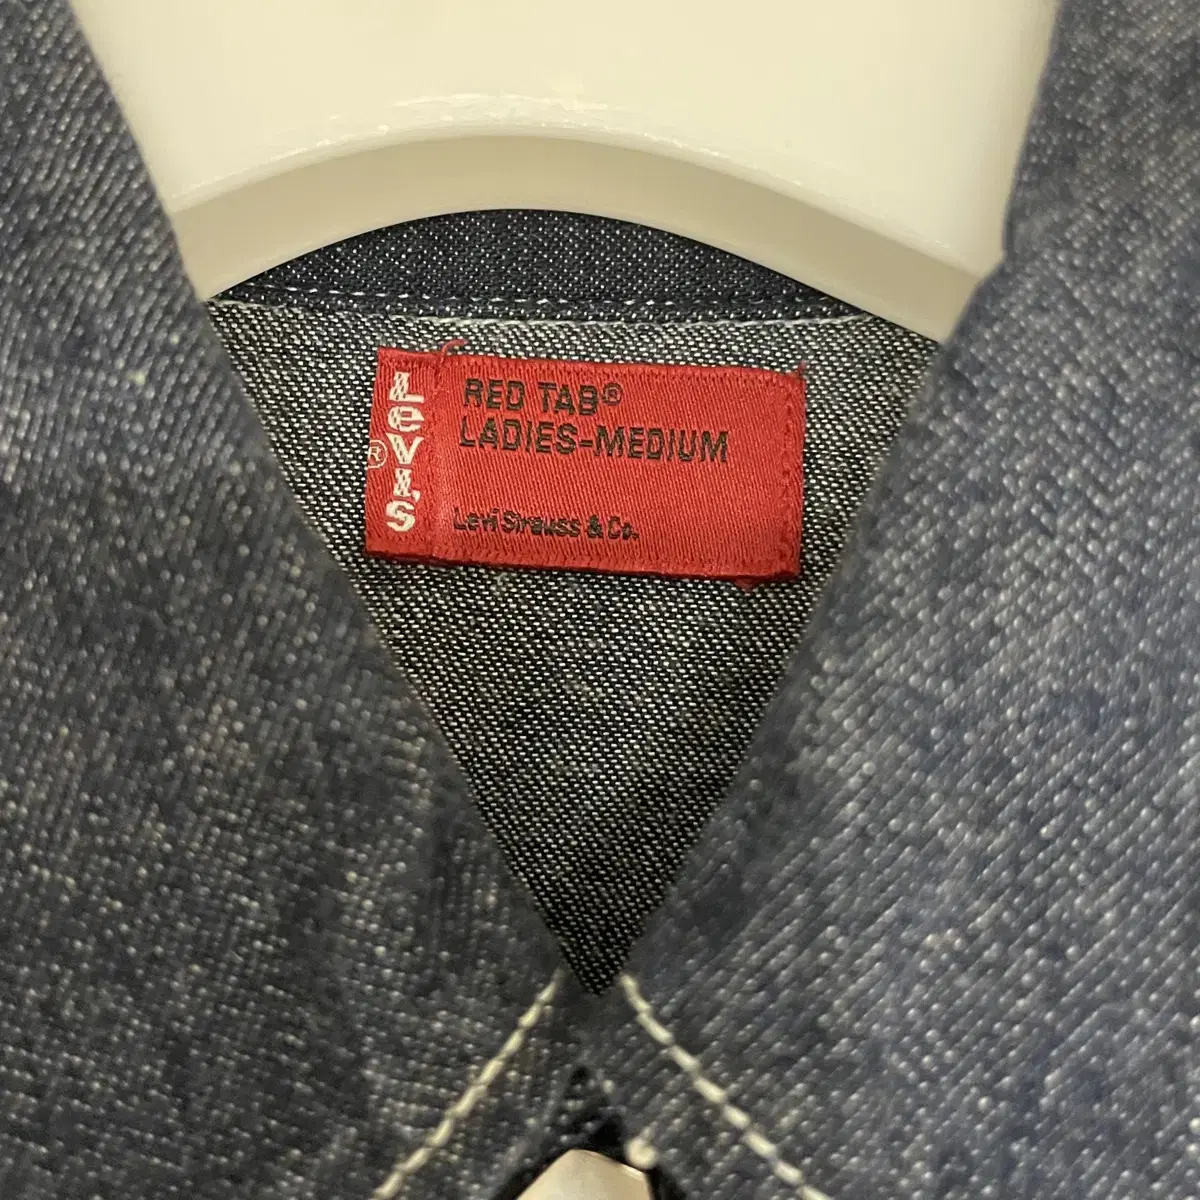 Levi's
®
RED TAB®
LADIES-MEDIUM
Levi Strauss & Co.